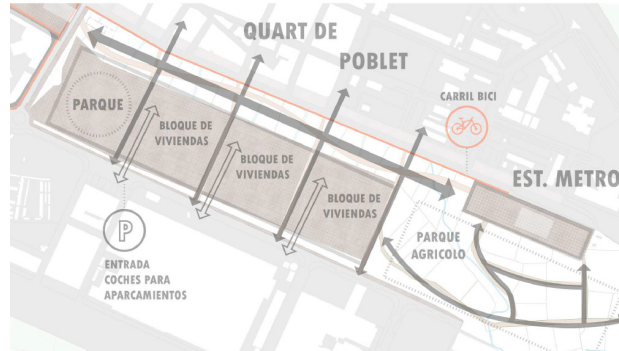 QUART DE
POBLET
CARRIL BICI
PARQUE
BLOQUE DE
VIVIENDAS
BLOQUE DE
VIVIENDAS
BLOQUE DE
VIVIENDAS
EST. METRO
PARQUE
AGRICOLO
P
ENTRADA
COCHES PARA
APARCAMIENTOS